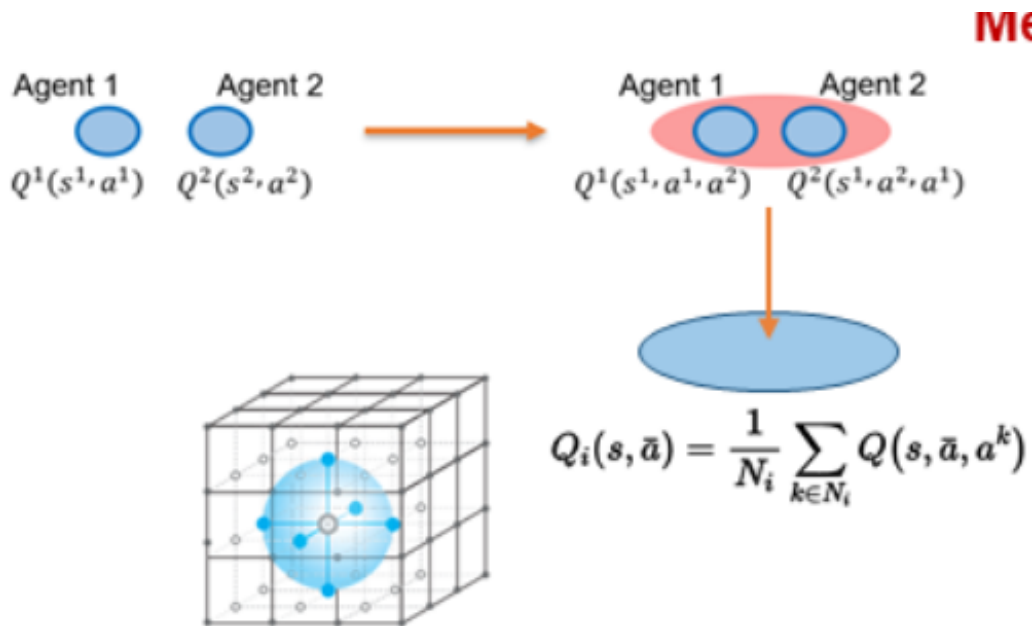 Me
Agent 1 Agent 2
Q¹(s¹, a¹) Q²(s², a²)
Agent 1 Agent 2
Q¹(s¹, a¹, a²) Q²(s¹, a², a¹)
Qᵢ(s, ā) = 1/Nᵢ ∑ₖ∈Nᵢ Q(s, ā, aᵏ)